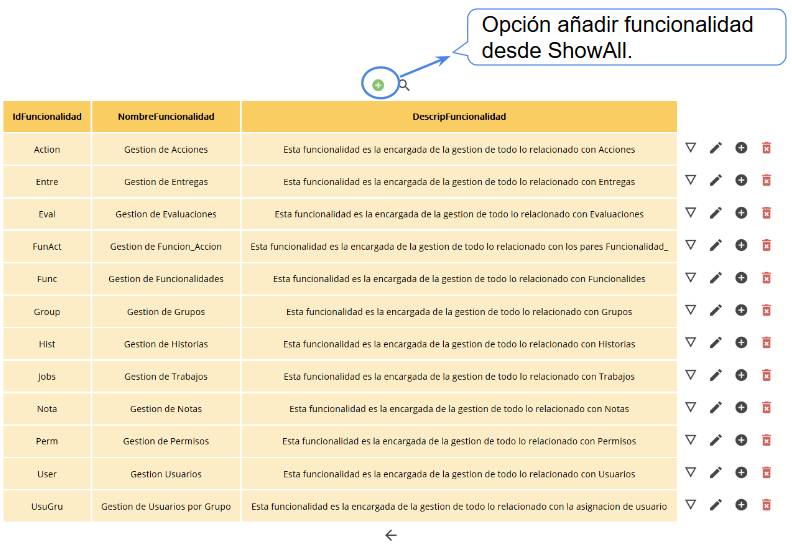 Opción añadir funcionalidad
desde ShowAll.
IdFuncionalidad NombreFuncionalidad DescripFuncionalidad
Action Gestion de Acciones Esta funcionalidad es la encargada de la gestion de todo lo relacionado con Acciones
Entre Gestion de Entregas Esta funcionalidad es la encargada de la gestion de todo lo relacionado con Entregas
Eval Gestion de Evaluaciones Esta funcionalidad es la encargada de la gestion de todo lo relacionado con Evaluaciones
FunAct Gestion de Funcion_Accion Esta funcionalidad es la encargada de la gestion de todo lo relacionado con los pares Funcionalidad_
Func Gestion de Funcionalidades Esta funcionalidad es la encargada de la gestion de todo lo relacionado con Funcionalides
Group Gestion de Grupos Esta funcionalidad es la encargada de la gestion de todo lo relacionado con Grupos
Hist Gestion de Historias Esta funcionalidad es la encargada de la gestion de todo lo relacionado con Historias
Jobs Gestion de Trabajos Esta funcionalidad es la encargada de la gestion de todo lo relacionado con Trabajos
Nota Gestion de Notas Esta funcionalidad es la encargada de la gestion de todo lo relacionado con Notas
Perm Gestion de Permisos Esta funcionalidad es la encargada de la gestion de todo lo relacionado con Permisos
User Gestion Usuarios Esta funcionalidad es la encargada de la gestion de todo lo relacionado con Usuarios
UsuGru Gestion de Usuarios por Grupo Esta funcionalidad es la encargada de la gestion de todo lo relacionado con la asignacion de usuario